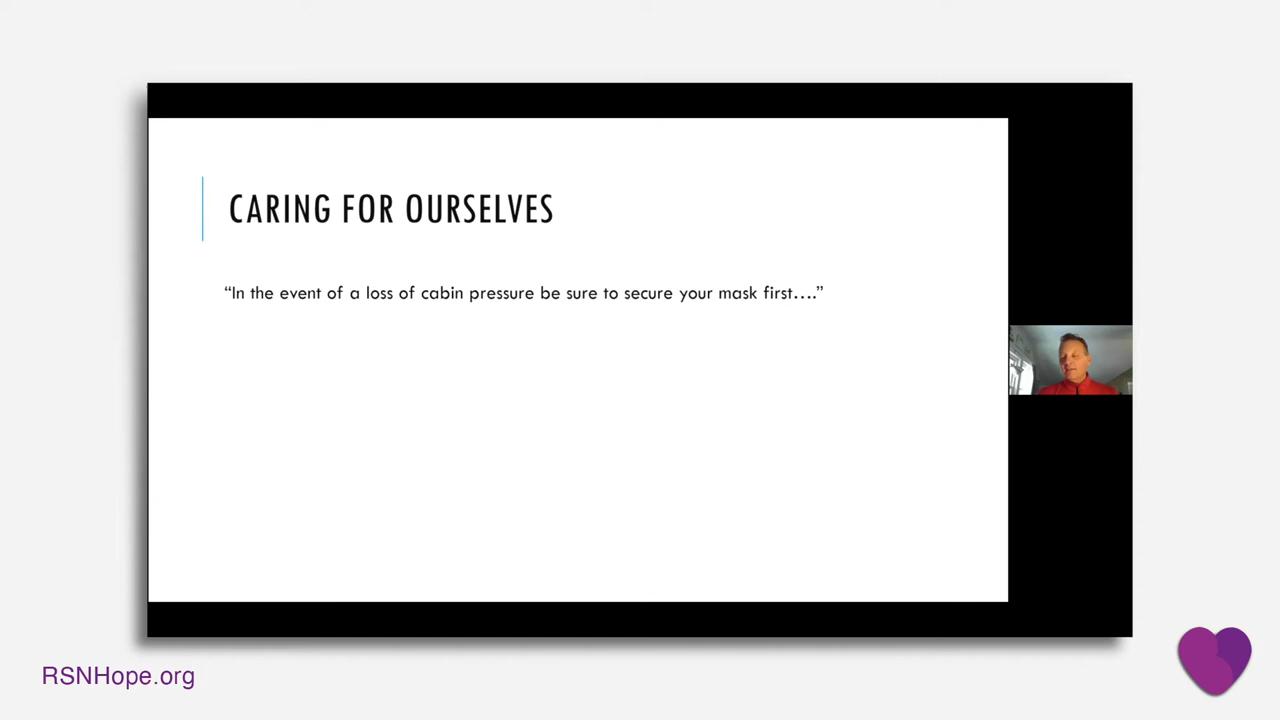 CARING FOR OURSELVES
“In the event of a loss of cabin pressure be sure to secure your mask first….”
RSNHope.org